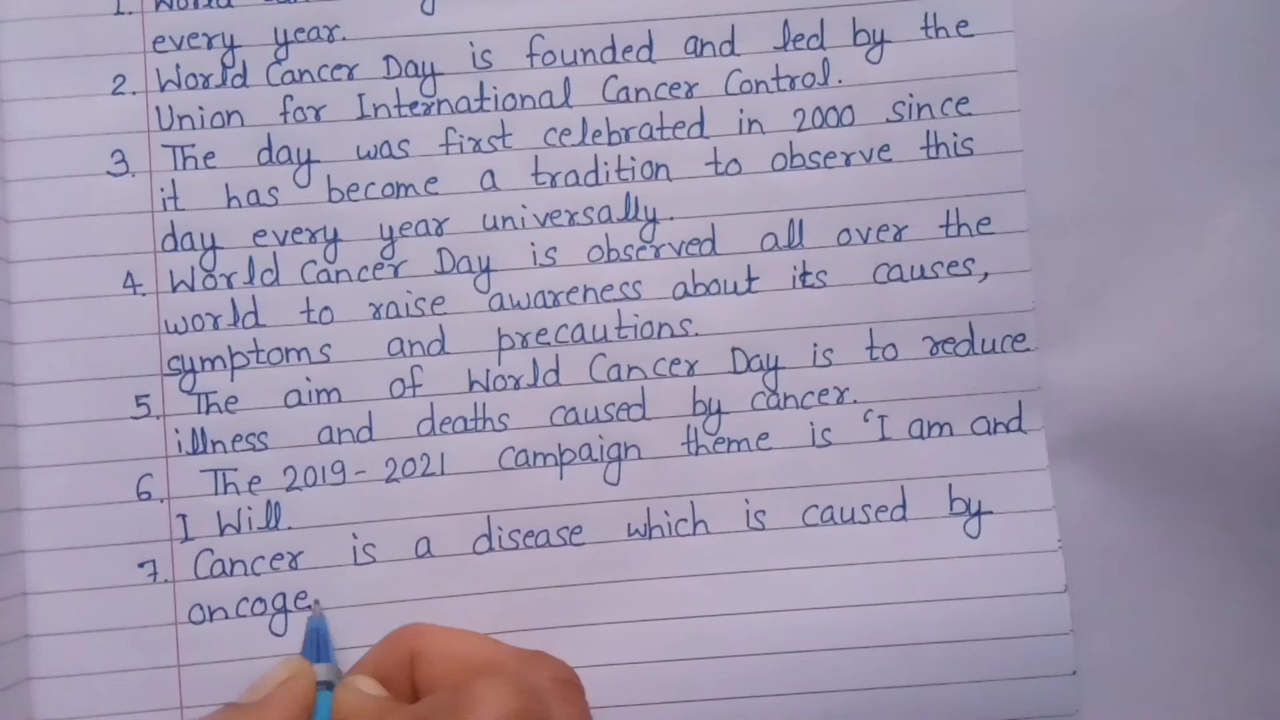 1. World
every year.
2. World Cancer Day is founded and led by the
Union for International Cancer Control.
3. The day was first celebrated in 2000 since
it has become a tradition to observe this
day every year universally.
4. World Cancer Day is observed all over the
world to raise awareness about its causes,
symptoms and precautions.
5. The aim of World Cancer Day is to reduce
illness and deaths caused by cancer.
6. The 2019-2021 campaign theme is 'I am and
I Will.
7. Cancer is a disease which is caused by
oncoge